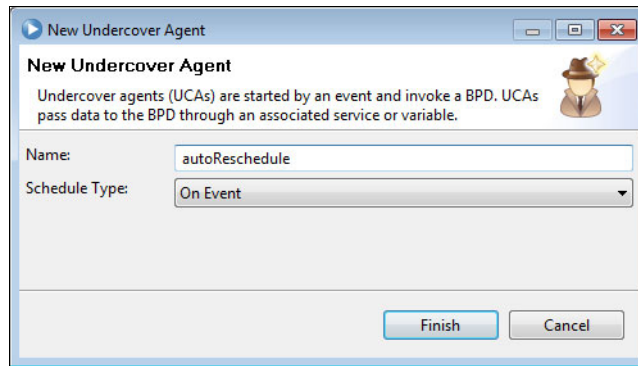 New Undercover Agent
New Undercover Agent
Undercover agents (UCAs) are started by an event and invoke a BPD. UCAs
pass data to the BPD through an associated service or variable.
Name: autoReschedule
Schedule Type: On Event
Finish Cancel